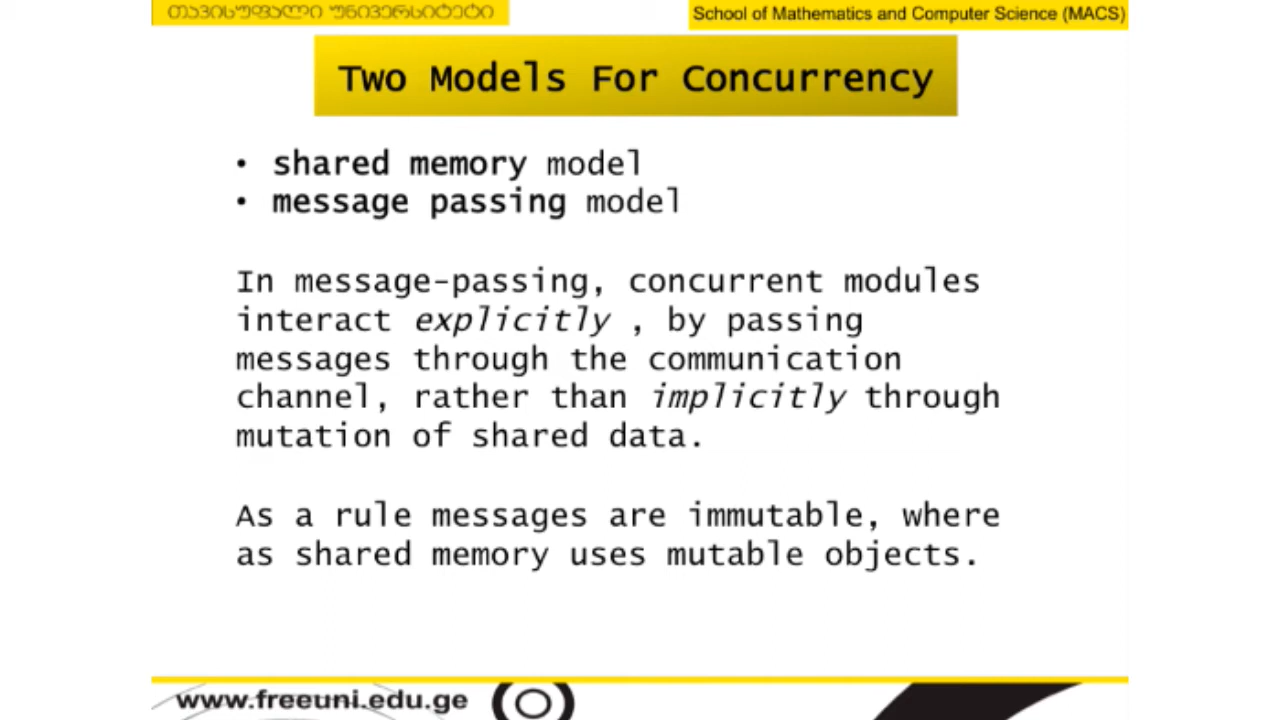 თავისუფალი უნივერსიტეტი
School of Mathematics and Computer Science (MACS)
Two Models For Concurrency
• shared memory model
• message passing model
In message-passing, concurrent modules
interact explicitly , by passing
messages through the communication
channel, rather than implicitly through
mutation of shared data.
As a rule messages are immutable, where
as shared memory uses mutable objects.
www.freeuni.edu.ge